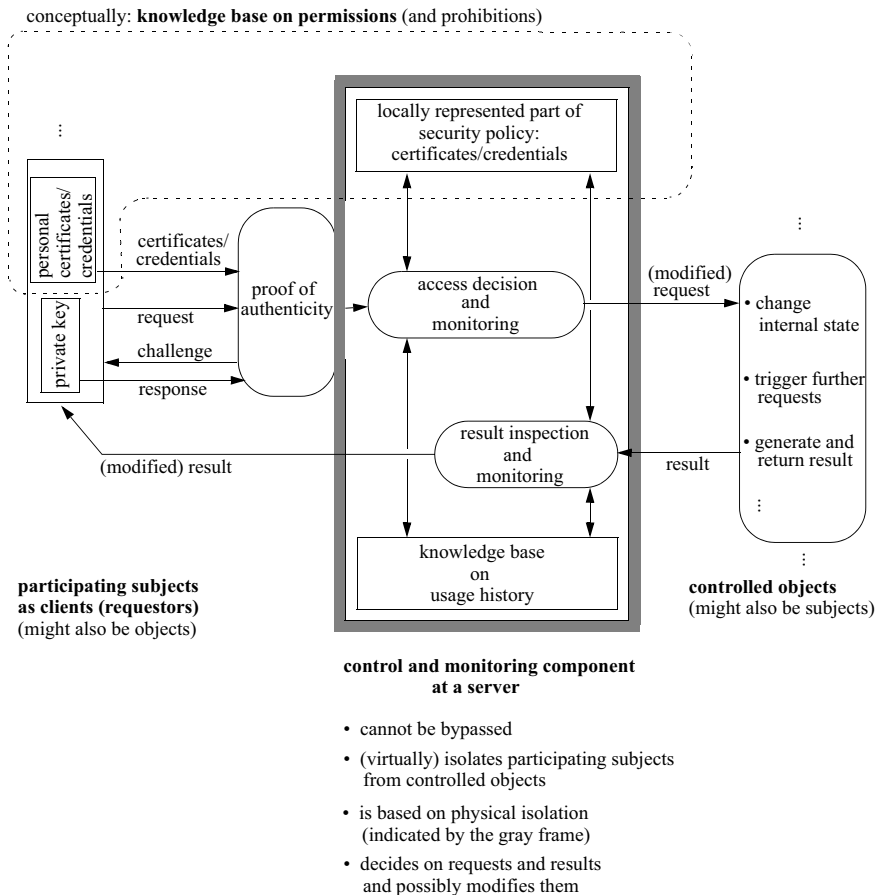 conceptually: knowledge base on permissions (and prohibitions)
locally represented part of
security policy:
certificates/credentials
...
personal
certificates/
credentials
private key
certificates/
credentials
request
challenge
response
proof of
authenticity
access decision
and
monitoring
(modified)
request
...
• change
internal state
• trigger further
requests
• generate and
return result
...
result inspection
and
monitoring
result
(modified) result
knowledge base
on
usage history
...
participating subjects
as clients (requestors)
(might also be objects)
controlled objects
(might also be subjects)
control and monitoring component
at a server
• cannot be bypassed
• (virtually) isolates participating subjects
from controlled objects
• is based on physical isolation
(indicated by the gray frame)
• decides on requests and results
and possibly modifies them